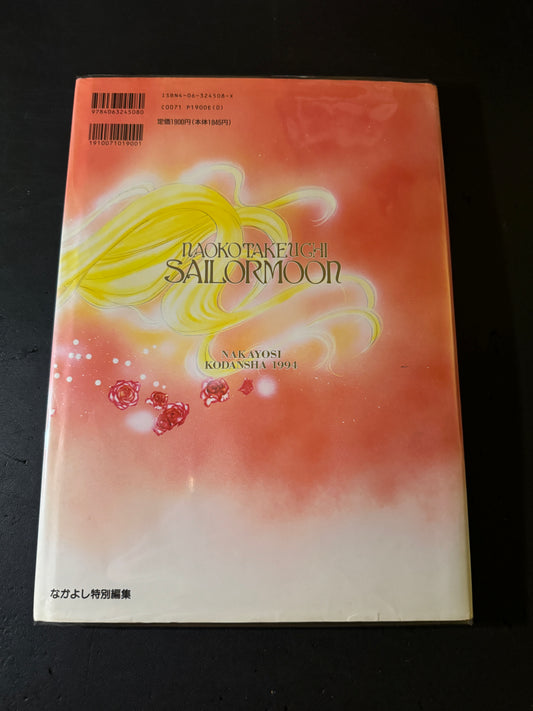 ISBN4-06-324508-X
C0071 P1900E(0)
定価1900円(本体1845円)
9784063245080
1910071019001
NAOKO TAKEUCHI
SAILORMOON
NAKAYOSI
KODANSHA 1994
なかよし特別編集